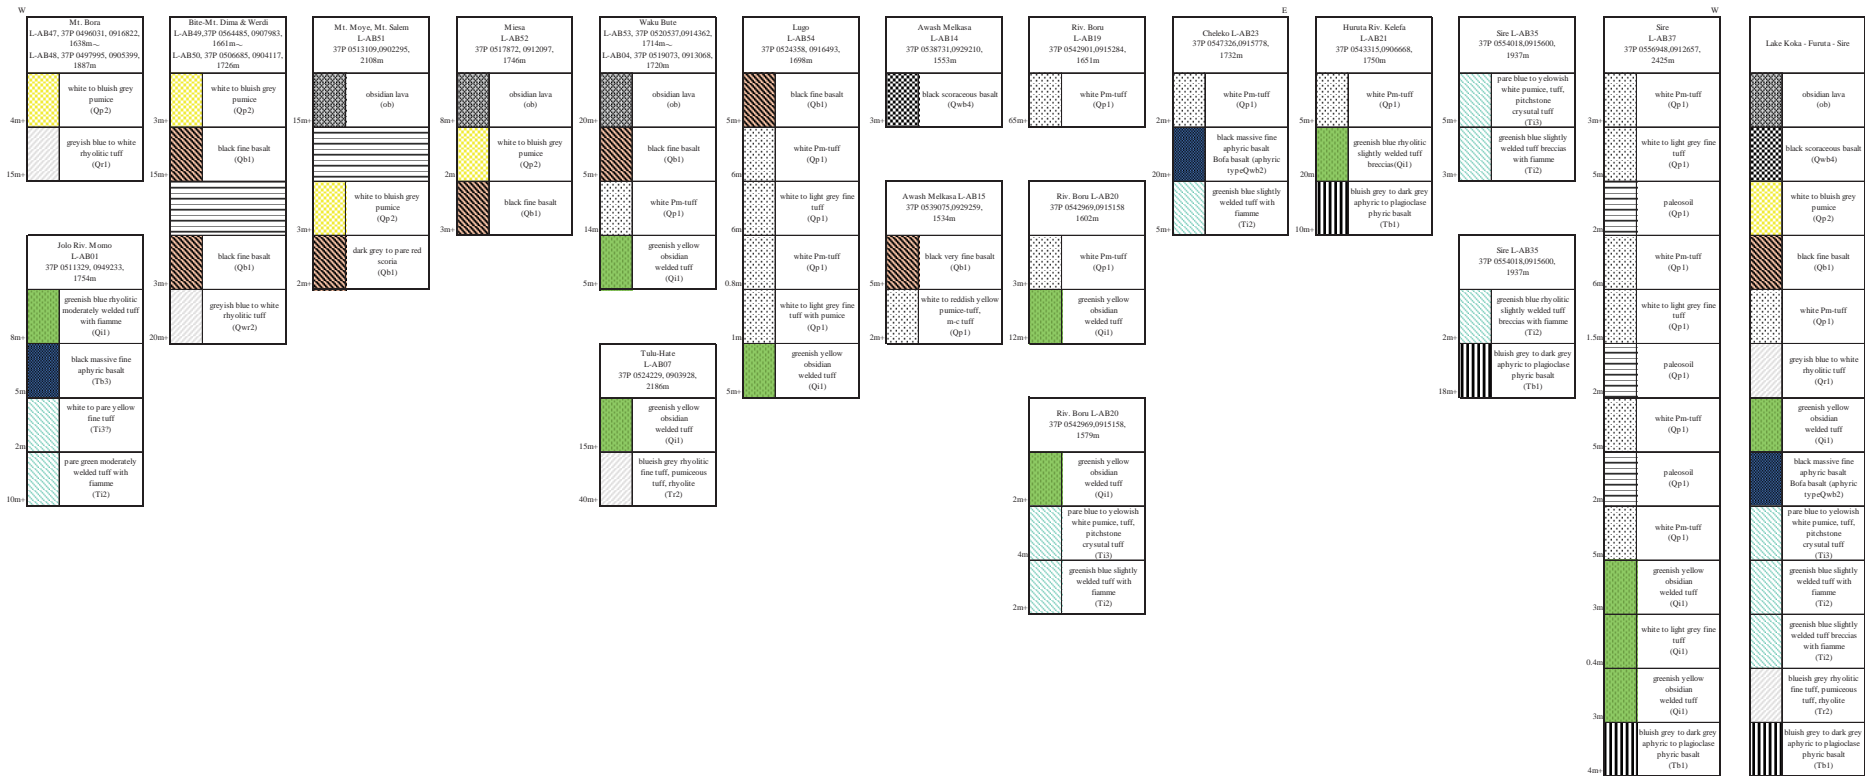 W
Mt. Bora
L-AB47, 37P 0496031, 0916822,
1638m~.
L-AB48, 37P 0497995, 0905399,
1887m
white to bluish grey
pumice
(Qp2)
4m+
greyish blue to white
rhyolitic tuff
(Qr1)
15m+
Jolo Riv. Momo
L-AB01
37P 0511329, 0949233,
1754m
greenish blue rhyolitic
moderately welded tuff
with fiamme
(Qi1)
8m+
black massive fine
aphyric basalt
(Tb3)
5m
white to pare yellow
fine tuff
(Ti3?)
2m
pare green moderately
welded tuff with
fiamme
(Ti2)
10m+
Bite-Mt. Dima & Werdi
L-AB49,37P 0564485, 0907983,
1661m~.
L-AB50, 37P 0506685, 0904117,
1726m
white to bluish grey
pumice
(Qp2)
3m+
black fine basalt
(Qb1)
15m+
black fine basalt
(Qb1)
3m+
greyish blue to white
rhyolitic tuff
(Qwr2)
20m+
Mt. Moye, Mt. Salem
L-AB51
37P 0513109,0902295,
2108m
obsidian lava
(ob)
15m+
white to bluish grey
pumice
(Qp2)
3m+
dark grey to pare red
scoria
(Qb1)
2m+
Miesa
L-AB52
37P 0517872, 0912097,
1746m
obsidian lava
(ob)
8m+
white to bluish grey
pumice
(Qp2)
2m
black fine basalt
(Qb1)
3m+
Waku Bute
L-AB53, 37P 0520537,0914362,
1714m~.
L-AB04, 37P 0519073, 0913068,
1720m
obsidian lava
(ob)
20m+
black fine basalt
(Qb1)
5m+
white Pm-tuff
(Qp1)
14m
greenish yellow
obsidian
welded tuff
(Qi1)
5m+
Tulu-Hate
L-AB07
37P 0524229, 0903928,
2186m
greenish yellow
obsidian
welded tuff
(Qi1)
15m+
blueish grey rhyolitic
fine tuff, pumiceous
tuff, rhyolite
(Tr2)
40m+
Lugo
L-AB54
37P 0524358, 0916493,
1698m
black fine basalt
(Qb1)
5m+
white Pm-tuff
(Qp1)
6m
white to light grey fine
tuff
(Qp1)
6m
white Pm-tuff
(Qp1)
0.8m
white to light grey fine
tuff with pumice
(Qp1)
1m
greenish yellow
obsidian
welded tuff
(Qi1)
5m+
Awash Melkasa
L-AB14
37P 0538731,0929210,
1553m
black scoraceous basalt
(Qwb4)
3m+
Awash Melkasa L-AB15
37P 0539075,0929259,
1534m
black very fine basalt
(Qb1)
5m+
white to reddish yellow
pumice-tuff,
m-c tuff
(Qp1)
2m+
Riv. Boru
L-AB19
37P 0542901,0915284,
1651m
white Pm-tuff
(Qp1)
65m+
Riv. Boru L-AB20
37P 0542969,0915158
1602m
white Pm-tuff
(Qp1)
3m+
greenish yellow
obsidian
welded tuff
(Qi1)
12m+
Riv. Boru L-AB20
37P 0542969,0915158,
1579m
greenish yellow
obsidian
welded tuff
(Qi1)
2m+
pare blue to yelowish
white pumice, tuff,
pitchstone
crysutal tuff
(Ti3)
4m
greenish blue slightly
welded tuff with
fiamme
(Ti2)
2m+
E
Cheleko L-AB23
37P 0547326,0915778,
1732m
white Pm-tuff
(Qp1)
2m+
black massive fine
aphyric basalt
Bofa basalt (aphyric
typeQwb2)
20m+
greenish blue slightly
welded tuff with
fiamme
(Ti2)
5m+
Huruta Riv. Kelefa
L-AB21
37P 0543315,0906668,
1750m
white Pm-tuff
(Qp1)
5m+
greenish blue rhyolitic
slightly welded tuff
breccias(Qi1)
20m
bluish grey to dark grey
aphyric to plagioclase
phyric basalt
(Tb1)
10m+
Sire L-AB35
37P 0554018,0915600,
1937m
pare blue to yelowish
white pumice, tuff,
pitchstone
crysutal tuff
(Ti3)
5m+
greenish blue slightly
welded tuff breccias
with fiamme
(Ti2)
3m+
Sire L-AB35
37P 0554018,0915600,
1937m
greenish blue rhyolitic
slightly welded tuff
breccias with fiamme
(Ti2)
2m+
bluish grey to dark grey
aphyric to plagioclase
phyric basalt
(Tb1)
18m+
W
Sire
L-AB37
37P 0556948,0912657,
2425m
white Pm-tuff
(Qp1)
3m+
white to light grey fine
tuff
(Qp1)
5m
paleosoil
(Qp1)
2m
white Pm-tuff
(Qp1)
6m
white to light grey fine
tuff
(Qp1)
1.5m
paleosoil
(Qp1)
2m
white Pm-tuff
(Qp1)
5m
paleosoil
(Qp1)
2m
white Pm-tuff
(Qp1)
5m
greenish yellow
obsidian
welded tuff
(Qi1)
3m
white to light grey fine
tuff
(Qi1)
0.4m
greenish yellow
obsidian
welded tuff
(Qi1)
3m
bluish grey to dark grey
aphyric to plagioclase
phyric basalt
(Tb1)
4m+
Lake Koka - Furuta - Sire
obsidian lava
(ob)
black scoraceous basalt
(Qwb4)
white to bluish grey
pumice
(Qp2)
black fine basalt
(Qb1)
white Pm-tuff
(Qp1)
greyish blue to white
rhyolitic tuff
(Qr1)
greenish yellow
obsidian
welded tuff
(Qi1)
black massive fine
aphyric basalt
Bofa basalt (aphyric
typeQwb2)
pare blue to yelowish
white pumice, tuff,
pitchstone
crysutal tuff
(Ti3)
greenish blue slightly
welded tuff with
fiamme
(Ti2)
greenish blue slightly
welded tuff breccias
with fiamme
(Ti2)
blueish grey rhyolitic
fine tuff, pumiceous
tuff, rhyolite
(Tr2)
bluish grey to dark grey
aphyric to plagioclase
phyric basalt
(Tb1)